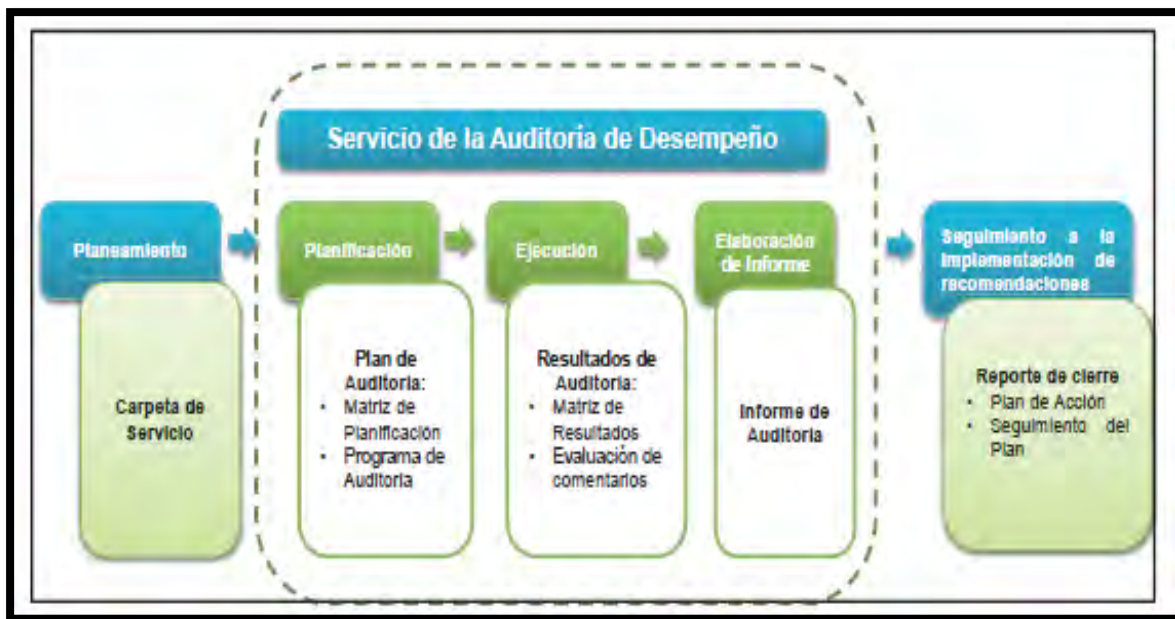 Servicio de la Auditoria de Desempeño
Planeamiento
Carpeta de
Servicio
Planificación
Plan de
Auditoria:
• Matriz de
Planificación
• Programa de
Auditoria
Ejecución
Resultados de
Auditoria:
• Matriz de
Resultados
• Evaluación de
comentarios
Elaboración
de Informe
Informe de
Auditoria
Seguimiento a la
implementación de
recomendaciones
Reporte de cierre
• Plan de Acción
• Seguimiento del
Plan